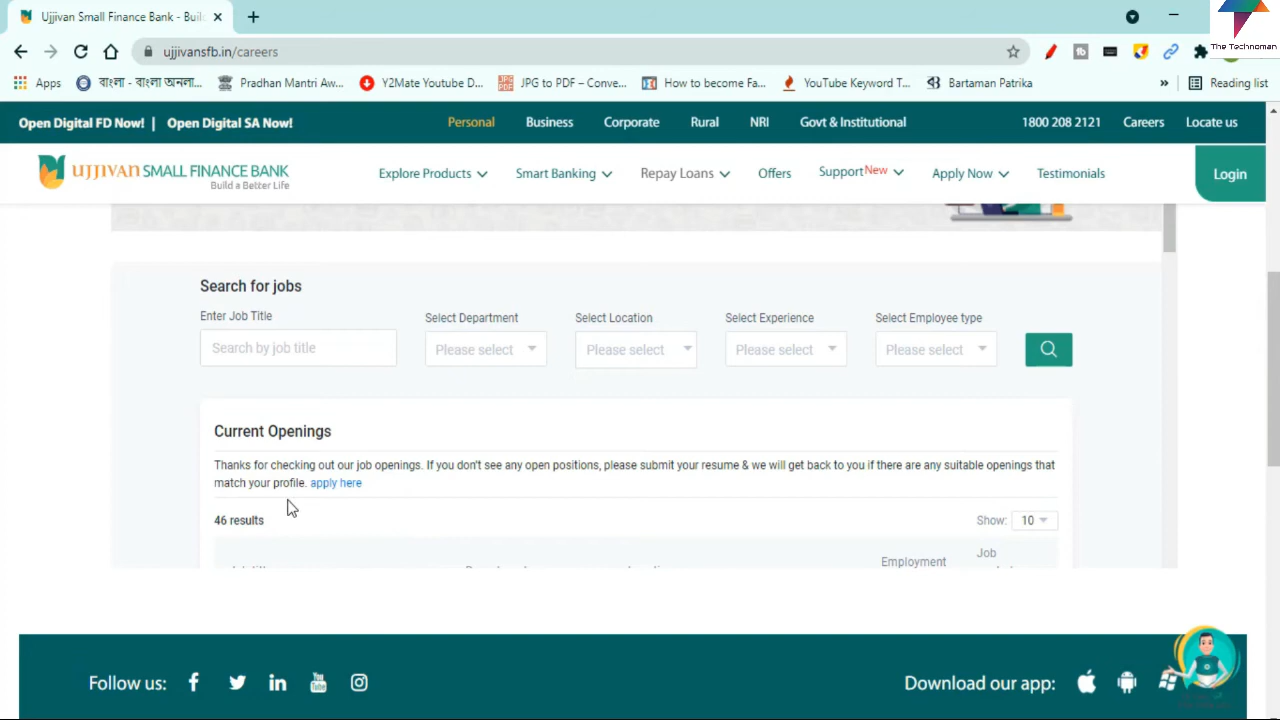 Ujjivan Small Finance Bank - Buil
The Technoman
ujjivansfb.in/careers
Apps বাংলা - বাংলা অনলা... Pradhan Mantri Aw... Y2Mate Youtube D... JPG to PDF – Conve... How to become Fa... YouTube Keyword T... Bartaman Patrika » Reading list
Open Digital FD Now! | Open Digital SA Now! Personal Business Corporate Rural NRI Govt & Institutional 1800 208 2121 Careers Locate us
UJJIVAN SMALL FINANCE BANK
Build a Better Life
Explore Products Smart Banking Repay Loans Offers Support New Apply Now Testimonials Login
Search for jobs
Enter Job Title Select Department Select Location Select Experience Select Employee type
Search by job title Please select Please select Please select Please select
Current Openings
Thanks for checking out our job openings. If you don't see any open positions, please submit your resume & we will get back to you if there are any suitable openings that
match your profile. apply here
46 results Show: 10
Employment Job
Follow us: Download our app: